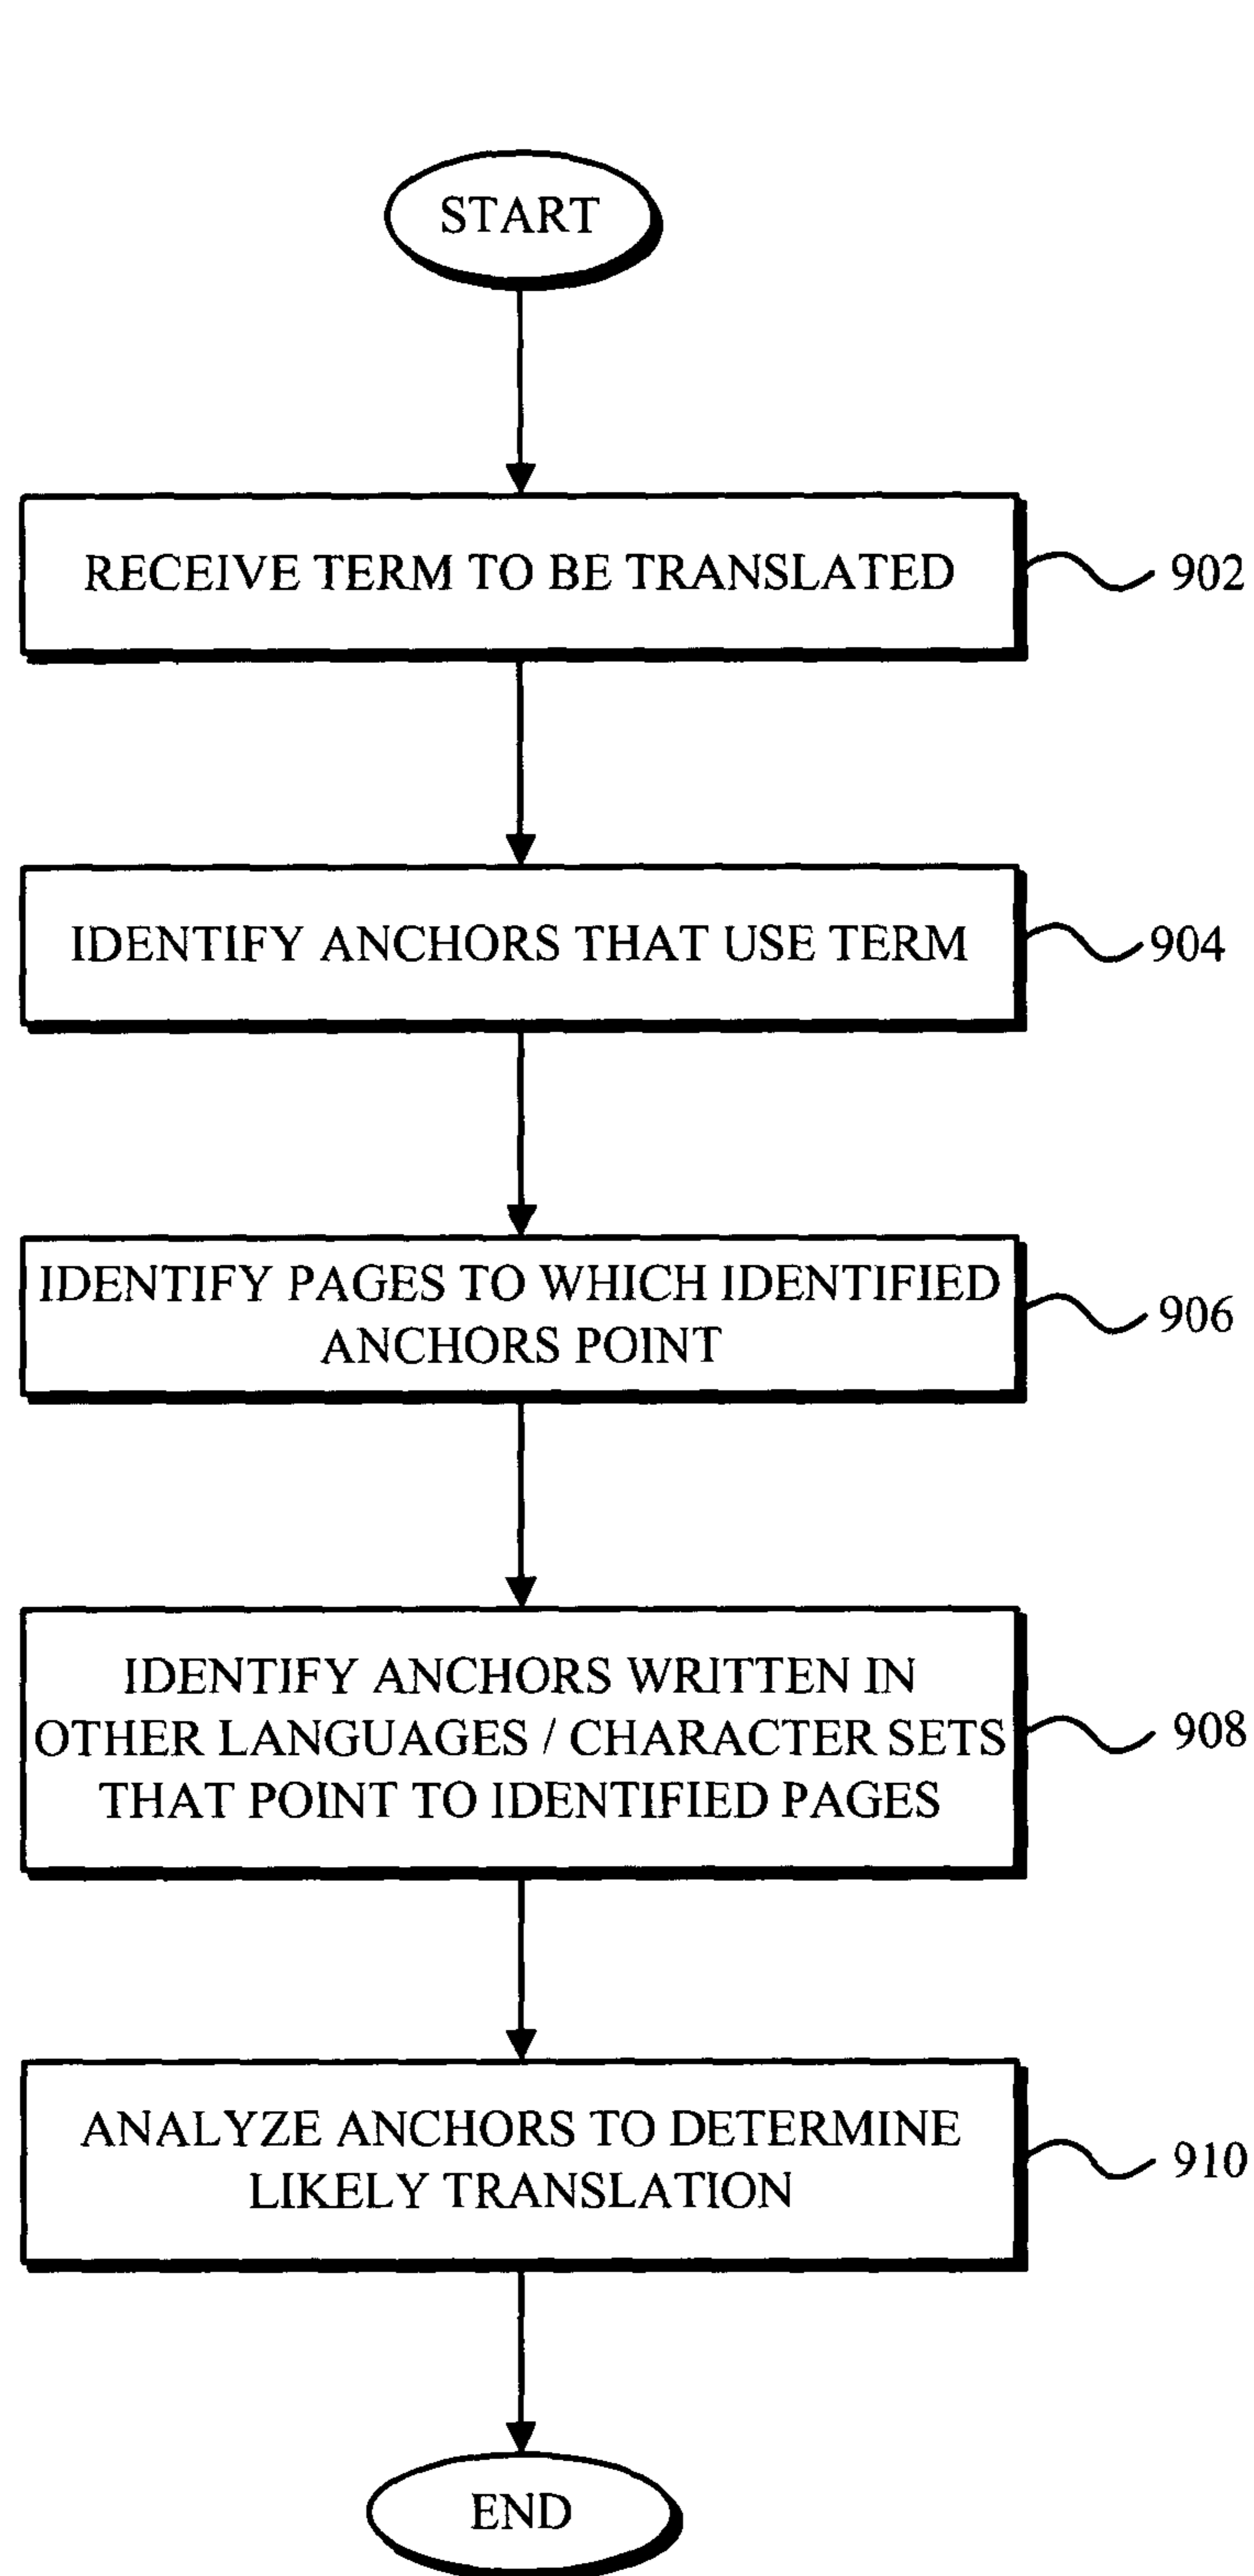 START
RECEIVE TERM TO BE TRANSLATED
902
IDENTIFY ANCHORS THAT USE TERM
904
IDENTIFY PAGES TO WHICH IDENTIFIED
ANCHORS POINT
906
IDENTIFY ANCHORS WRITTEN IN
OTHER LANGUAGES / CHARACTER SETS
THAT POINT TO IDENTIFIED PAGES
908
ANALYZE ANCHORS TO DETERMINE
LIKELY TRANSLATION
910
END